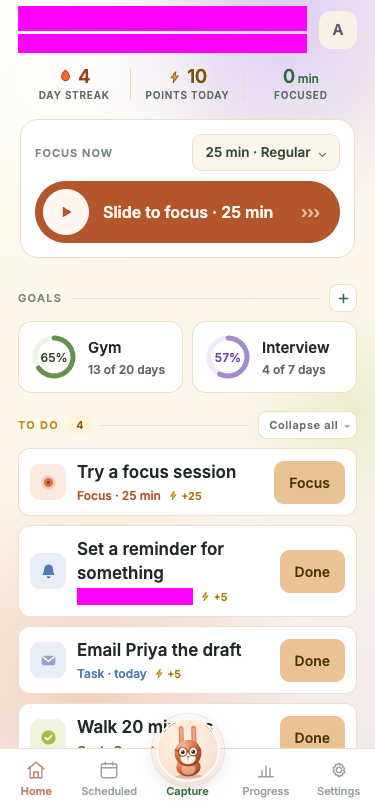 A
4
DAY STREAK
10
POINTS TODAY
0 min
FOCUSED
FOCUS NOW
25 min · Regular
Slide to focus · 25 min
GOALS
65%
Gym
13 of 20 days
57%
Interview
4 of 7 days
TO DO 4
Collapse all
Try a focus session
Focus · 25 min +25
Focus
Set a reminder for
something
+5
Done
Email Priya the draft
Task · today +5
Done
Walk 20
Done
Home
Scheduled
Capture
Progress
Settings